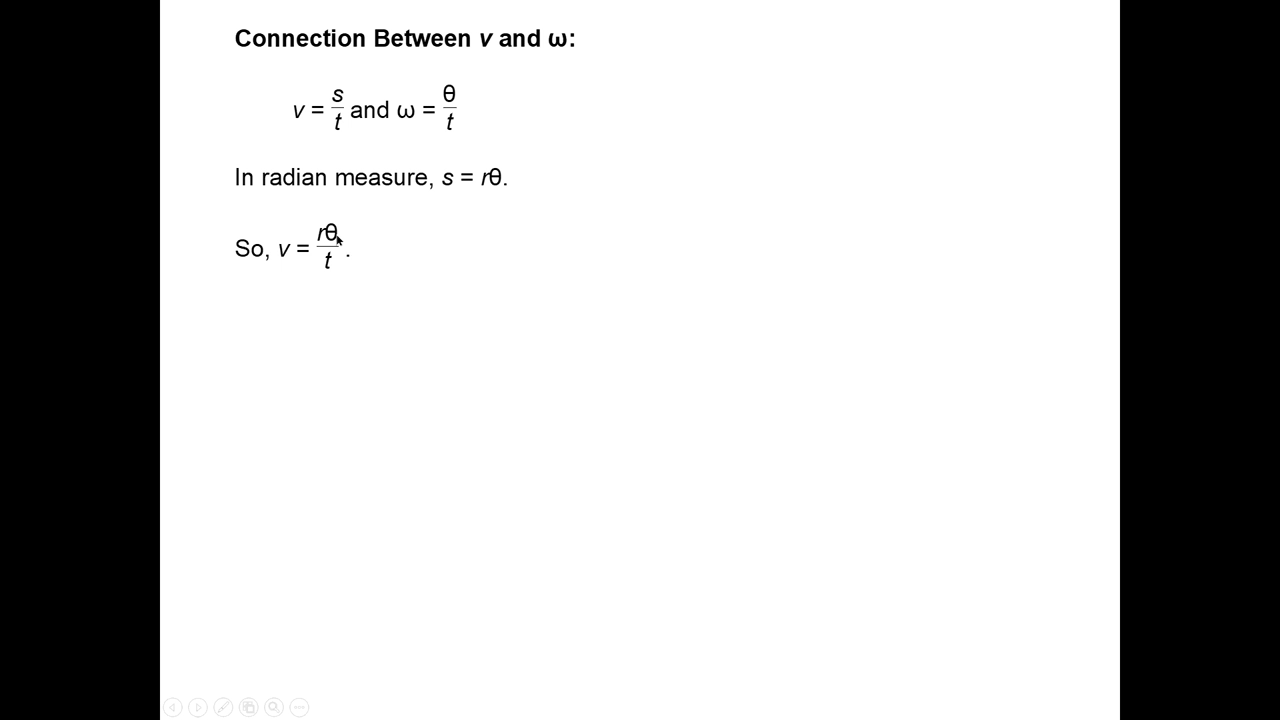 Connection Between v and ω:
v = s/t and ω = θ/t
In radian measure, s = rθ.
So, v = rθ/t.